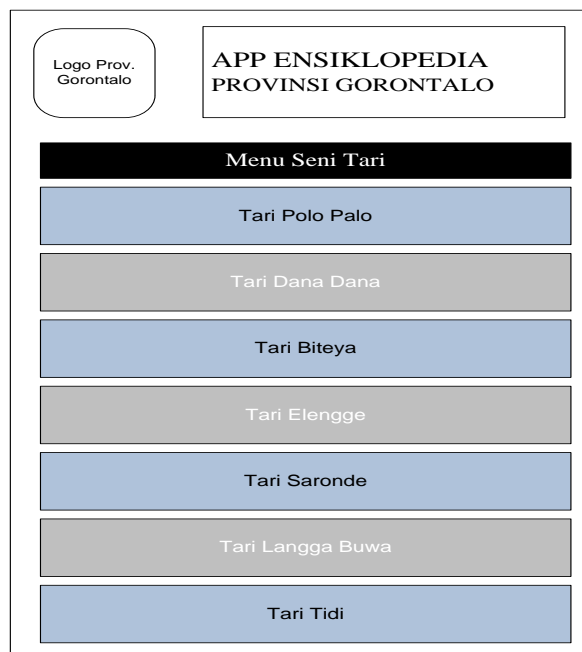 Logo Prov.
Gorontalo
APP ENSIKLOPEDIA
PROVINSI GORONTALO
Menu Seni Tari
Tari Polo Palo
Tari Dana Dana
Tari Biteya
Tari Elengge
Tari Saronde
Tari Langga Buwa
Tari Tidi